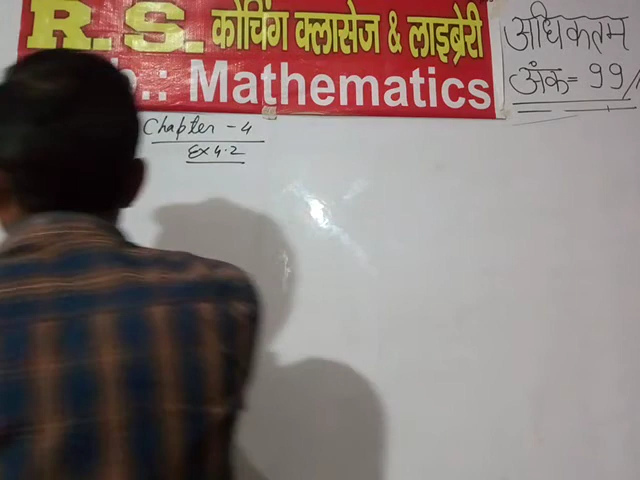 R.S. कोचिंग क्लासेज & लाइब्रेरी
Mathematics
अधिकतम
अंक= 99/
Chapter - 4
Ex 4.2